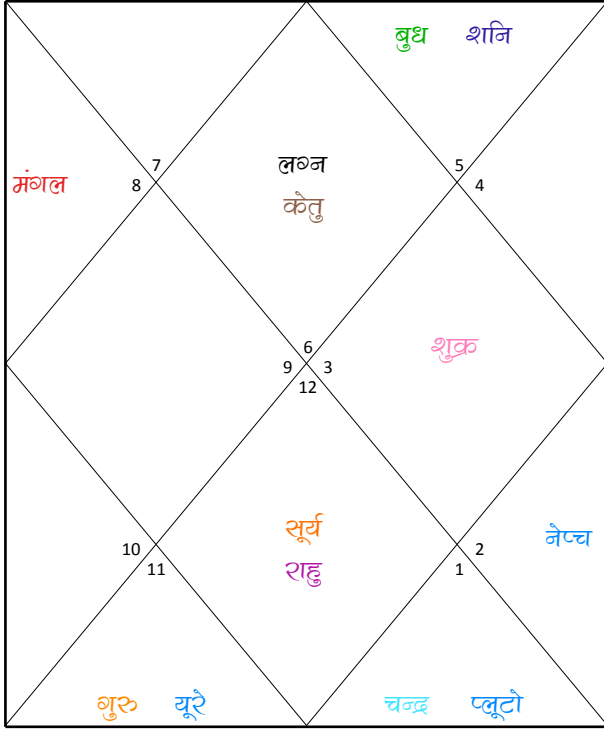 बुध शनि
7 5
मंगल 8 लग्न 4
केतु
6 शुक्र
9 3
12
सूर्य
10 2 नेप्च
11 राहु 1
गुरु यूरे चन्द्र प्लूटो